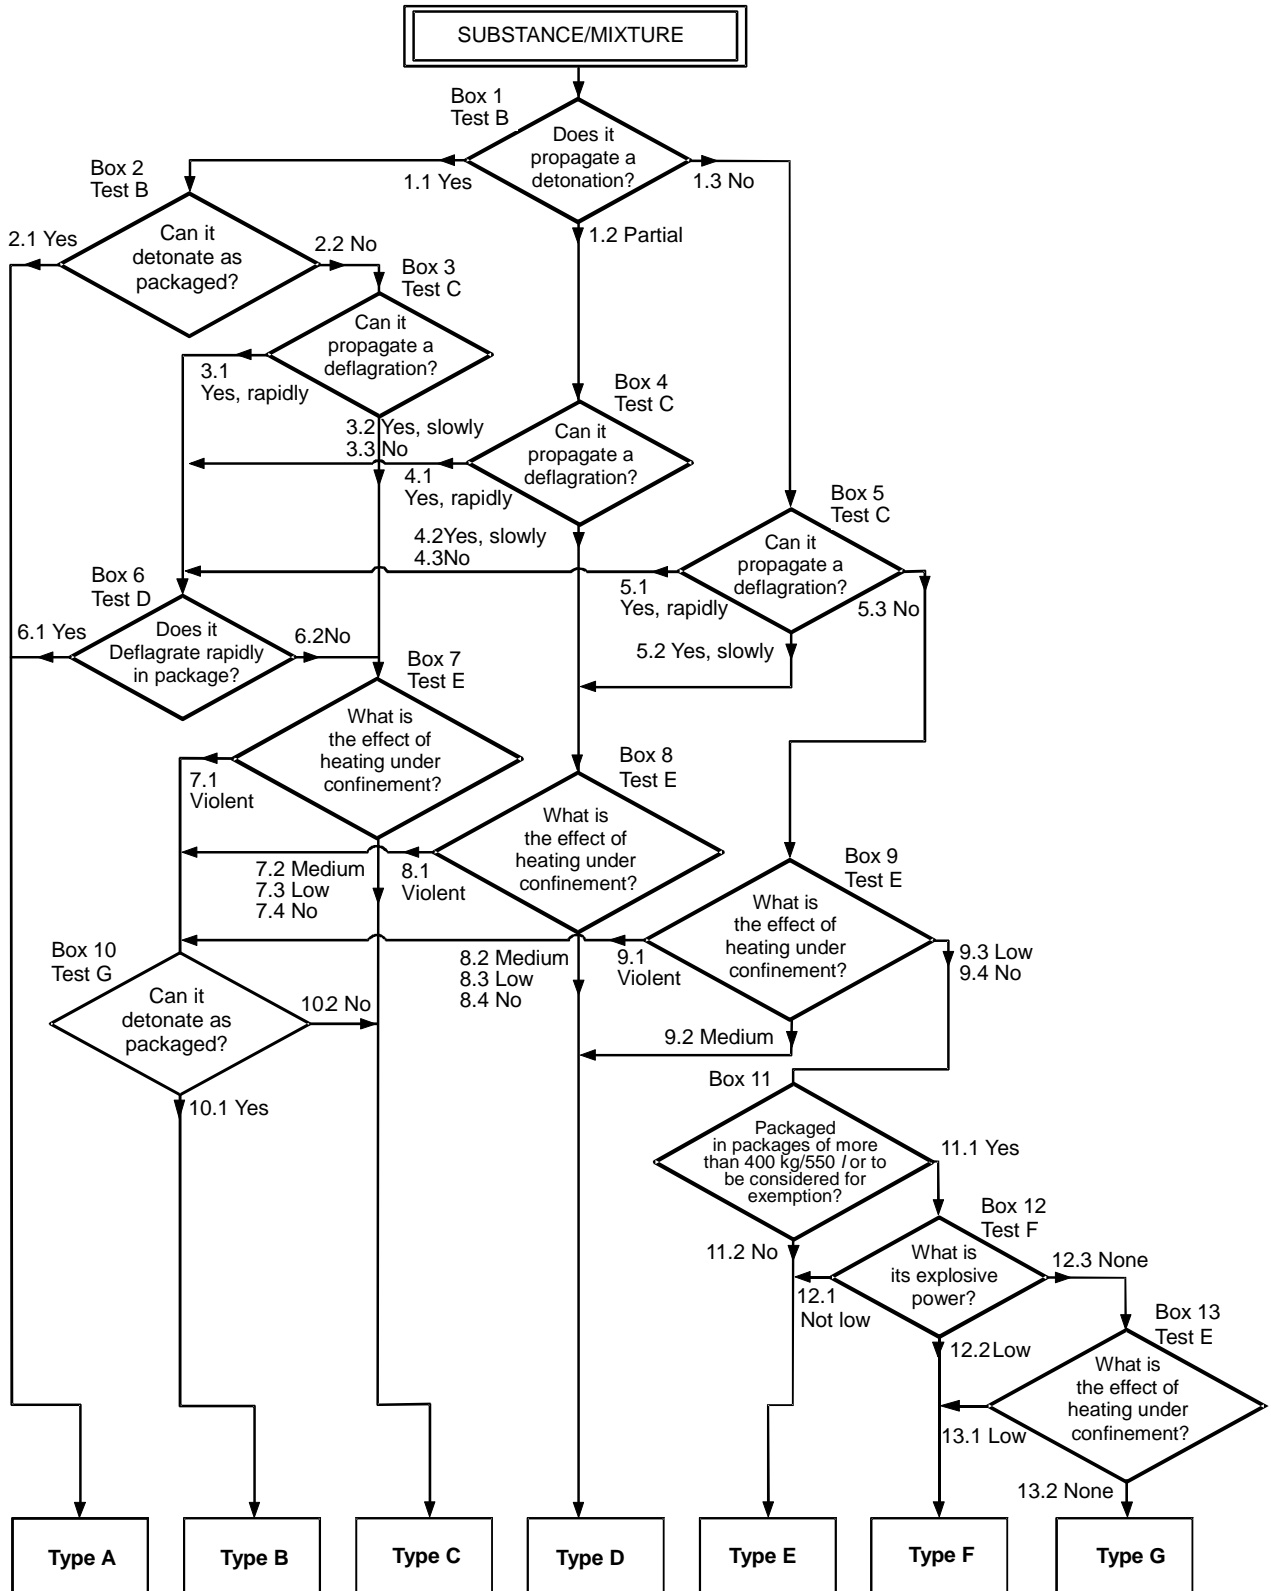 SUBSTANCE/MIXTURE
Box 1
Test B
Does it
propagate a
detonation?
1.1 Yes
1.3 No
1.2 Partial
Box 2
Test B
Can it
detonate as
packaged?
2.1 Yes
2.2 No
Box 3
Test C
Can it
propagate a
deflagration?
3.1
Yes, rapidly
3.2 Yes, slowly
3.3 No
Box 4
Test C
Can it
propagate a
deflagration?
4.1
Yes, rapidly
4.2Yes, slowly
4.3No
Box 5
Test C
Can it
propagate a
deflagration?
5.1
Yes, rapidly
5.3 No
5.2 Yes, slowly
Box 6
Test D
Does it
Deflagrate rapidly
in package?
6.1 Yes
6.2No
Box 7
Test E
What is
the effect of
heating under
confinement?
7.1
Violent
7.2 Medium
7.3 Low
7.4 No
Box 8
Test E
What is
the effect of
heating under
confinement?
8.1
Violent
8.2 Medium
8.3 Low
8.4 No
Box 9
Test E
What is
the effect of
heating under
confinement?
9.1
Violent
9.3 Low
9.4 No
9.2 Medium
Box 10
Test G
Can it
detonate as
packaged?
10.2 No
10.1 Yes
Box 11
Packaged
in packages of more
than 400 kg/550 l or to
be considered for
exemption?
11.1 Yes
11.2 No
Box 12
Test F
What is
its explosive
power?
12.3 None
12.1
Not low
12.2Low
Box 13
Test E
What is
the effect of
heating under
confinement?
13.1 Low
13.2 None
Type A
Type B
Type C
Type D
Type E
Type F
Type G